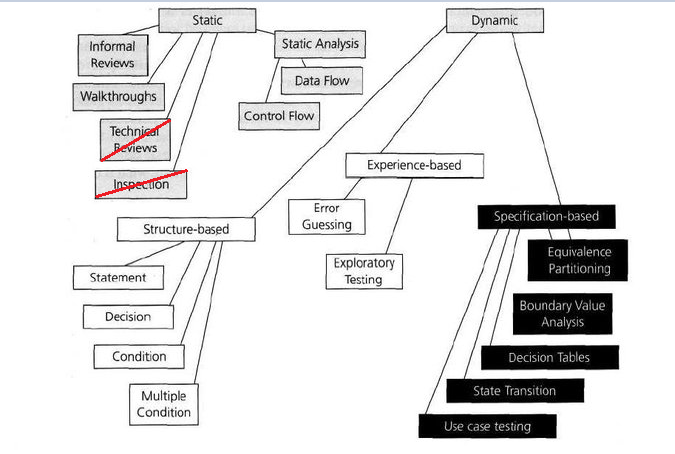 Static
Dynamic
Informal
Reviews
Static Analysis
Data Flow
Walkthroughs
Control Flow
Technical
Reviews
Experience-based
Inspection
Error
Guessing
Structure-based
Specification-based
Exploratory
Testing
Equivalence
Partitioning
Statement
Boundary Value
Analysis
Decision
Decision Tables
Condition
State Transition
Multiple
Condition
Use case testing